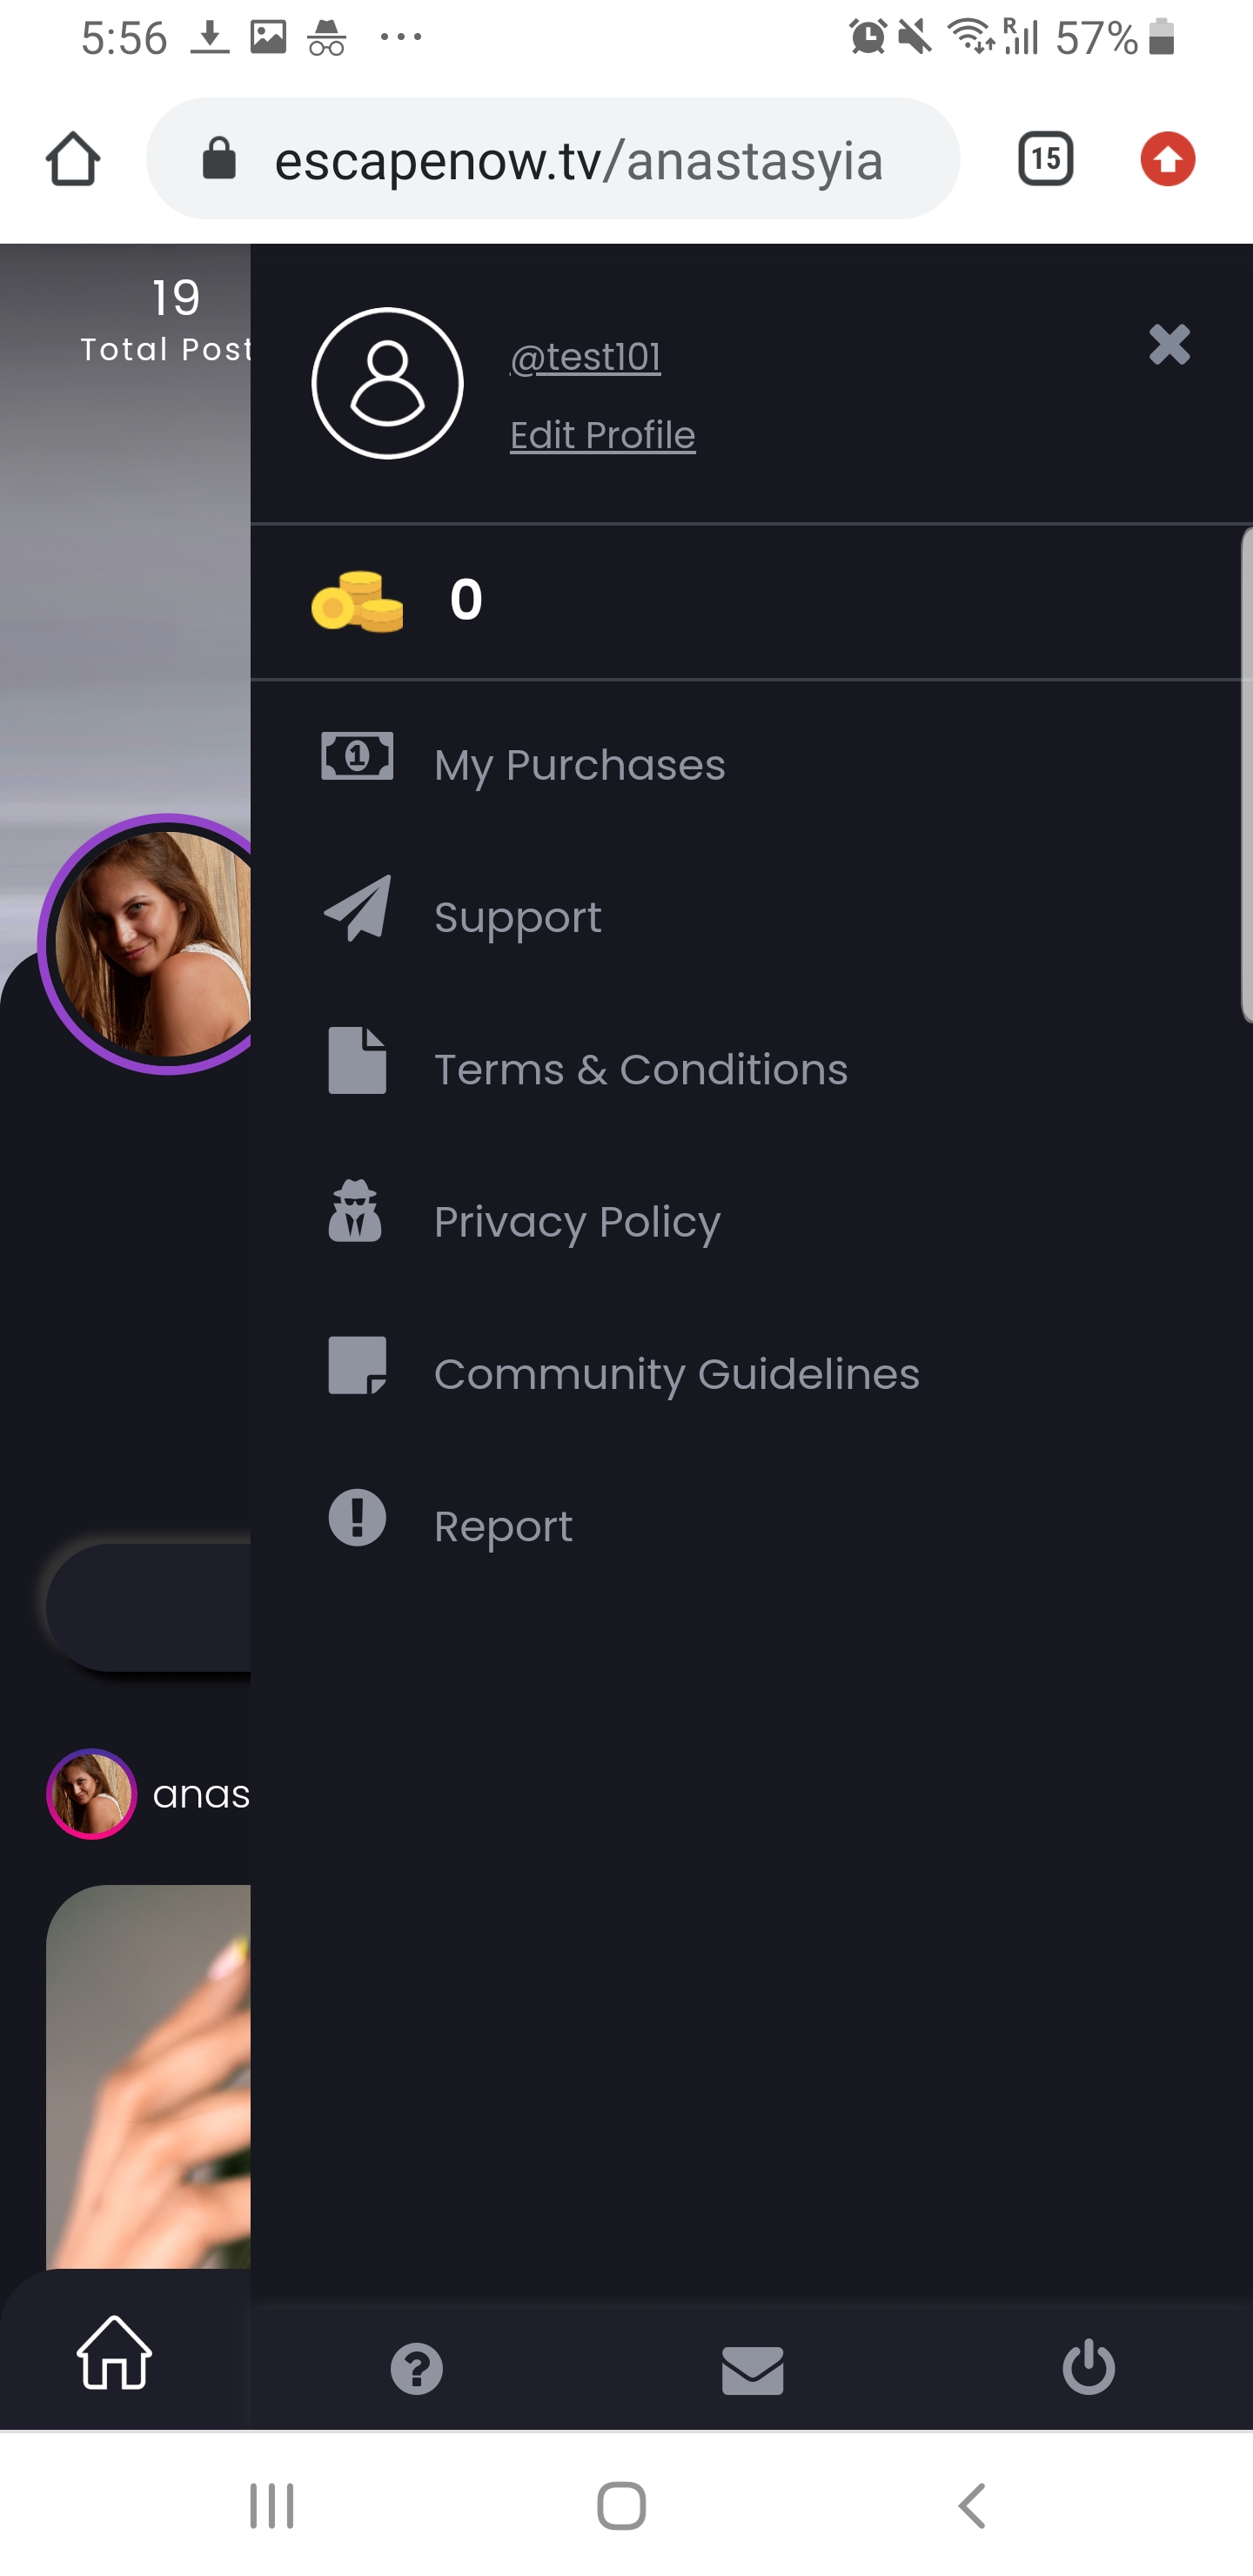 5:56
R
57%
escapenow.tv/anastasyia
15
19
Total Post
@test101
Edit Profile
0
1
My Purchases
Support
Terms & Conditions
Privacy Policy
Community Guidelines
Report
anas